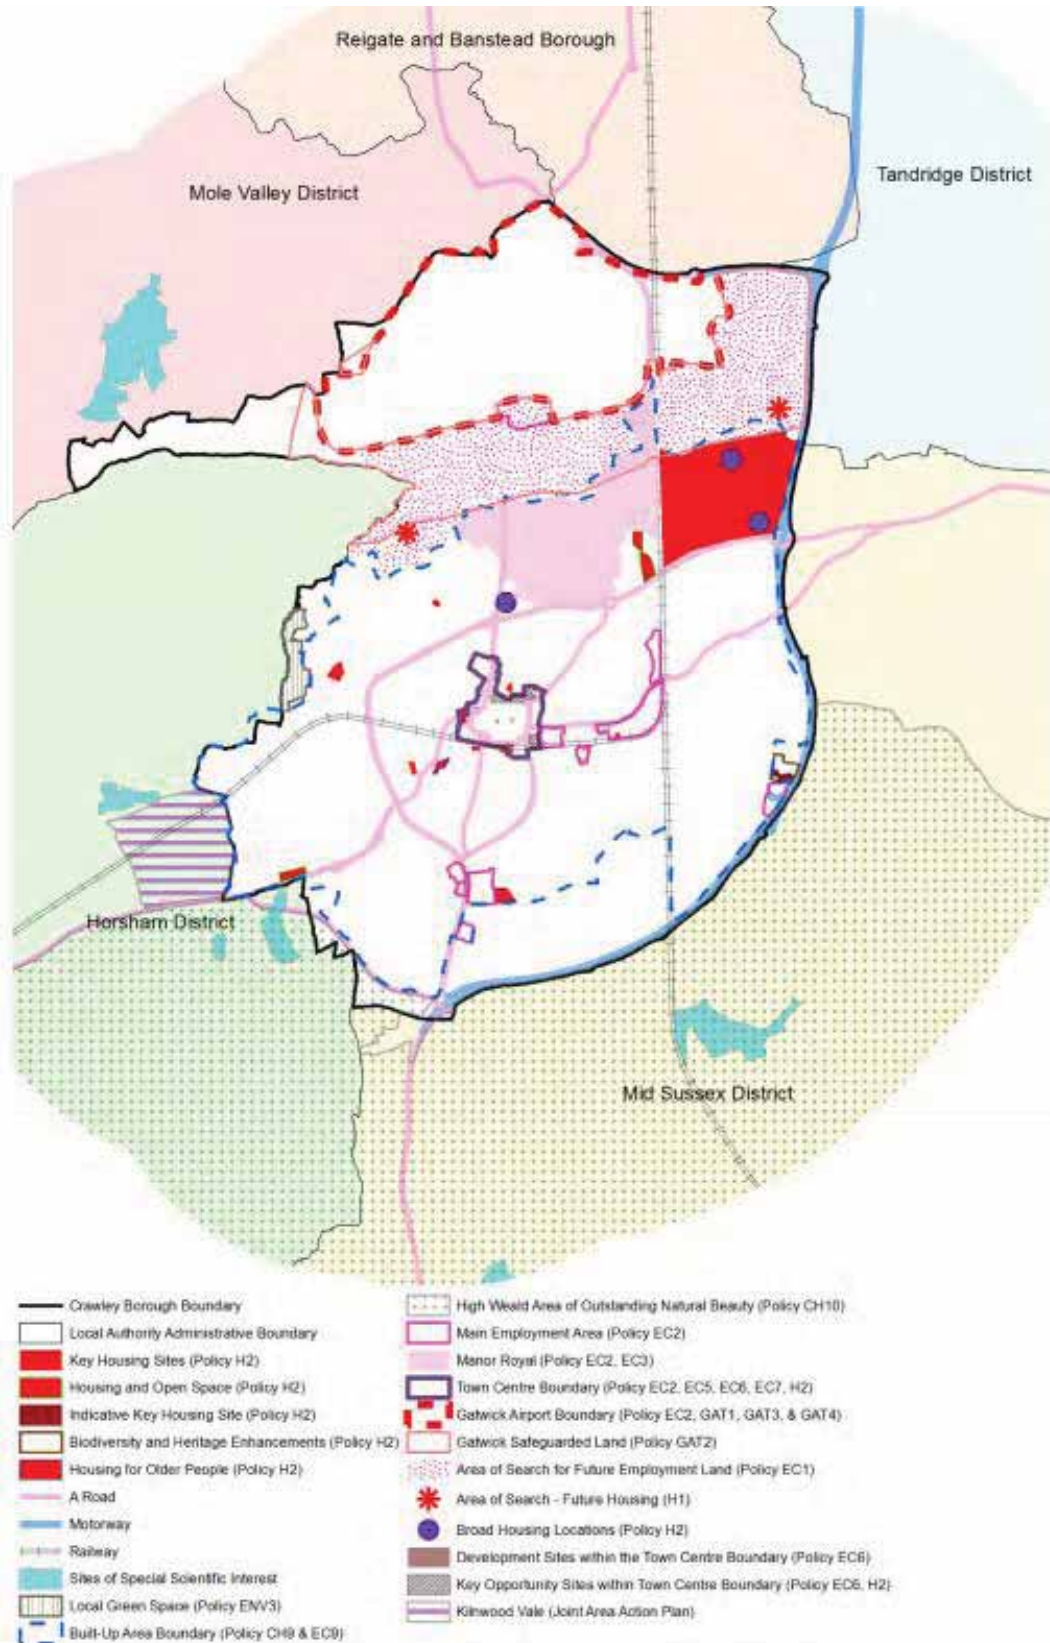 Reigate and Banstead Borough
Mole Valley District
Tandridge District
Horsham District
Mid Sussex District
Crawley Borough Boundary
Local Authority Administrative Boundary
Key Housing Sites (Policy H2)
Housing and Open Space (Policy H2)
Indicative Key Housing Site (Policy H2)
Biodiversity and Heritage Enhancements (Policy H2)
Housing for Older People (Policy H2)
A Road
Motorway
Railway
Sites of Special Scientific Interest
Local Green Space (Policy ENV3)
Built-Up Area Boundary (Policy CH9 & EC9)
High Weald Area of Outstanding Natural Beauty (Policy CH10)
Main Employment Area (Policy EC2)
Manor Royal (Policy EC2, EC3)
Town Centre Boundary (Policy EC2, EC5, EC6, EC7, H2)
Gatwick Airport Boundary (Policy EC2, GAT1, GAT3, & GAT4)
Gatwick Safeguarded Land (Policy GAT2)
Area of Search for Future Employment Land (Policy EC1)
Area of Search - Future Housing (H1)
Broad Housing Locations (Policy H2)
Development Sites within the Town Centre Boundary (Policy EC6)
Key Opportunity Sites within Town Centre Boundary (Policy EC6, H2)
Kilnwood Vale (Joint Area Action Plan)